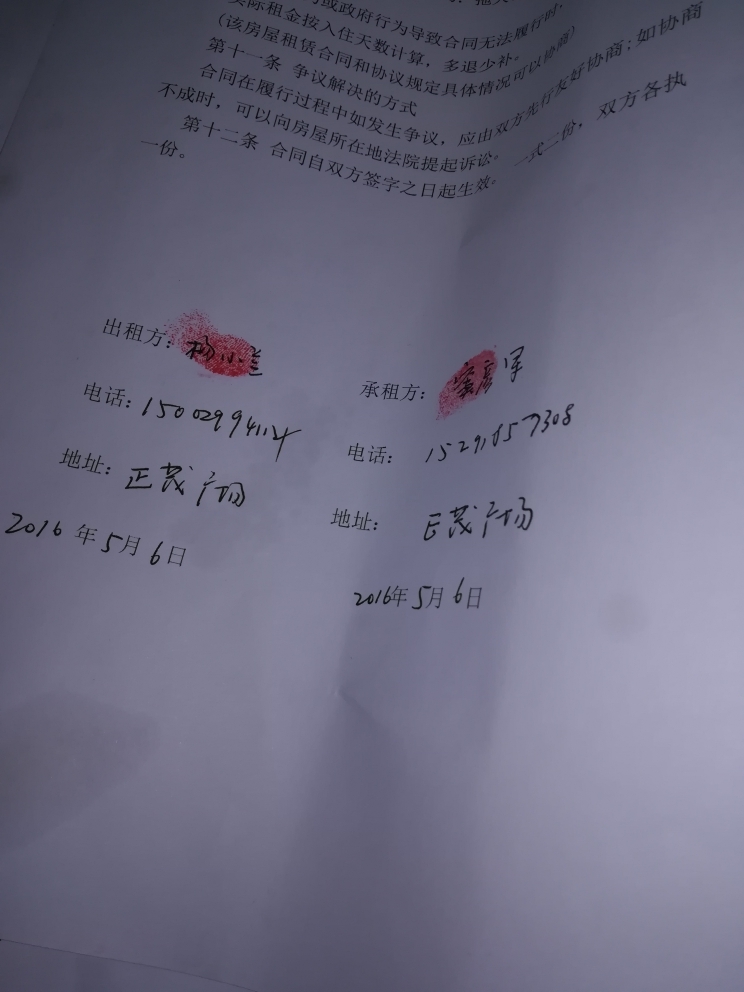 或政府行为导致合同无法履行时,
实际租金按入住天数计算,多退少补。
(该房屋租赁合同和协议规定具体情况可以协商)
第十一条 争议解决的方式
合同在履行过程中如发生争议,应由双方先行友好协商;如协商
不成时,可以向房屋所在地法院提起诉讼。
第十二条 合同自双方签字之日起生效。一式二份,双方各执
一份。
出租方:杨小兰
承租方:
电话:
电话:
地址:正茂广场
地址:正茂广场
2016年5月6日
2016年5月6日